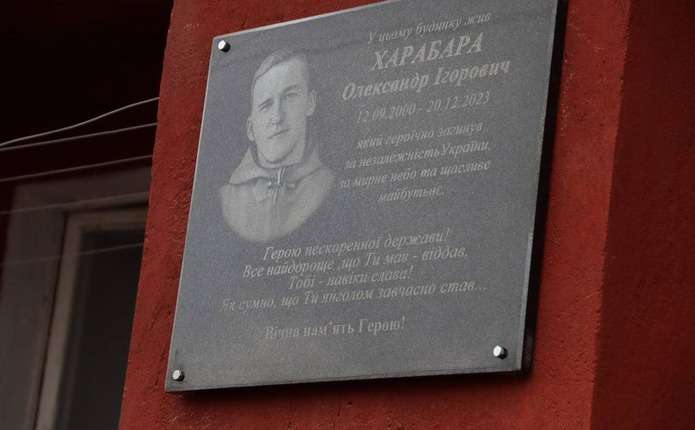 У цьому будинку жив
ХАРАБАРА
Олександр Ігорович
12.09.2000 - 20.12.2023
який героїчно загинув
за незалежність України,
за мирне небо та щасливе
майбутнє.
Герою нескоренної держави!
Все найдороще ,що Ти мав - віддав,
Тобі - навіки слава!
Як сумно, що Ти янголом завчасно став...
Вічна пам'ять Герою!